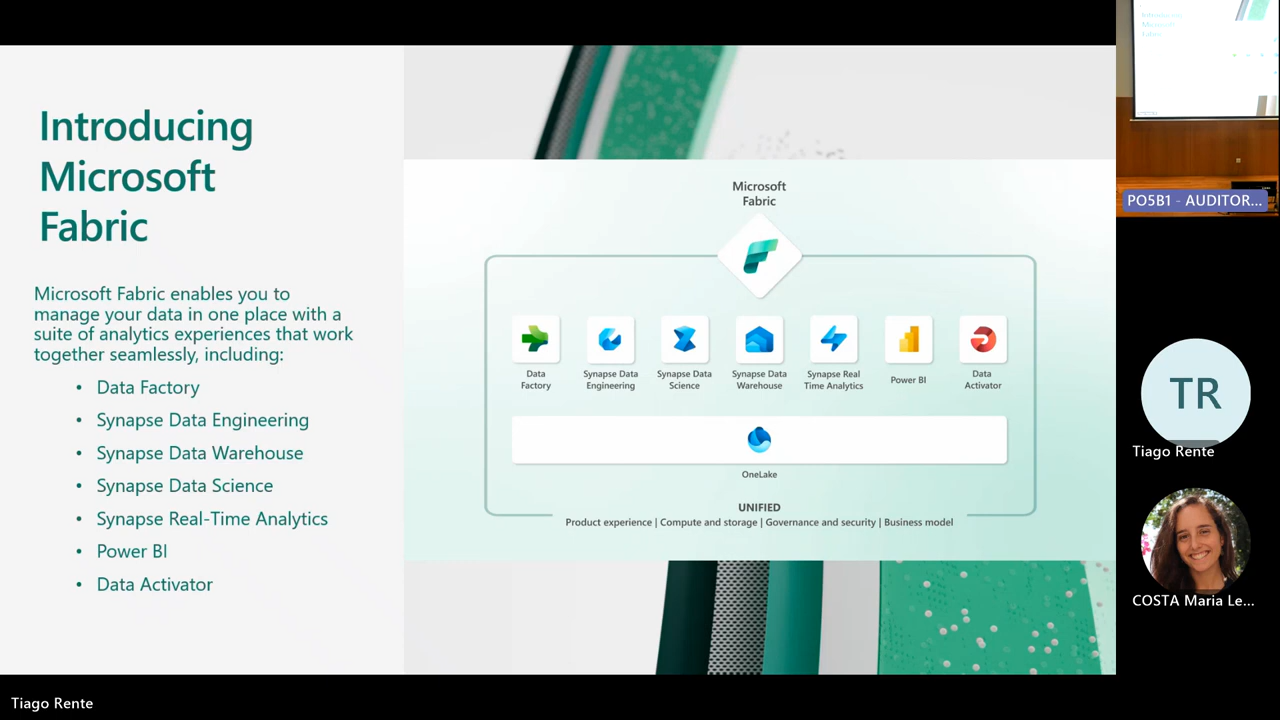 Introducing
Microsoft
Fabric
Microsoft Fabric enables you to
manage your data in one place with a
suite of analytics experiences that work
together seamlessly, including:
• Data Factory
• Synapse Data Engineering
• Synapse Data Warehouse
• Synapse Data Science
• Synapse Real-Time Analytics
• Power BI
• Data Activator
Microsoft
Fabric
Data
Factory
Synapse Data
Engineering
Synapse Data
Science
Synapse Data
Warehouse
Synapse Real
Time Analytics
Power BI
Data
Activator
OneLake
UNIFIED
Product experience | Compute and storage | Governance and security | Business model
Introducing
Microsoft
Fabric
PO5B1 - AUDITOR...
TR
Tiago Rente
COSTA Maria Le...
Tiago Rente